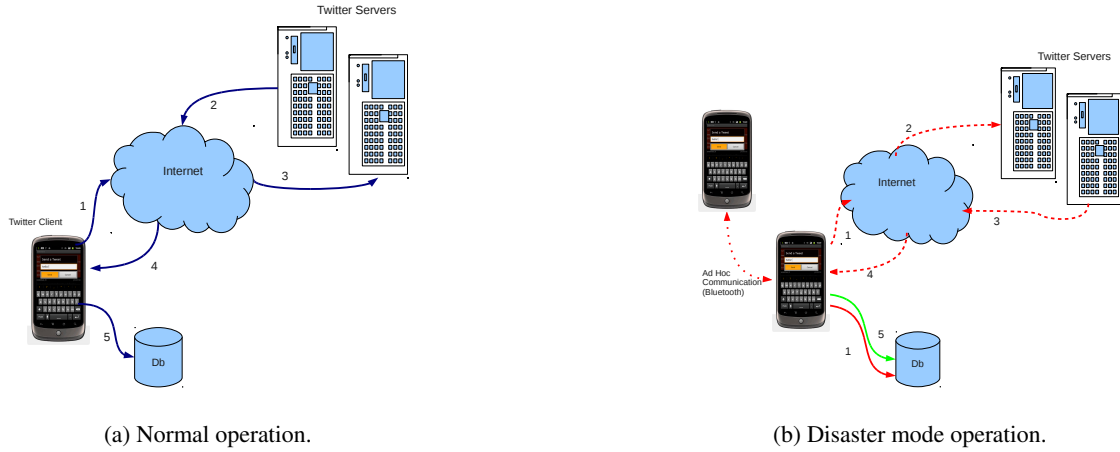 Twitter Servers
2
Internet
3
1
Twitter Client
4
5
Db
(a) Normal operation.
Twitter Servers
2
Internet
1
3
4
Ad Hoc
Communication
(Bluetooth)
5
1
Db
(b) Disaster mode operation.